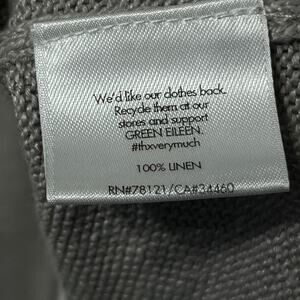 We'd like our clothes back.
Recycle them at our
stores and support
GREEN EILEEN.
#thxverymuch
100% LINEN
RN#78121/CA#34460